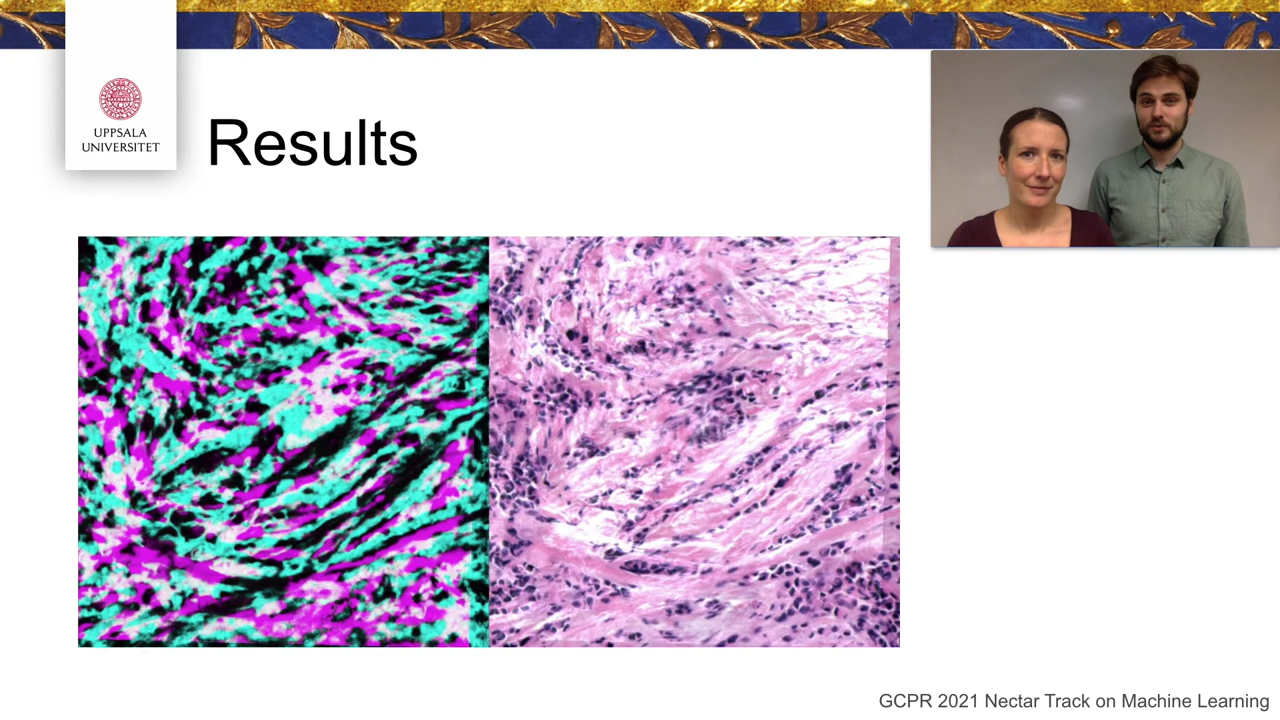 UPPSALA
UNIVERSITET
Results
GCPR 2021 Nectar Track on Machine Learning